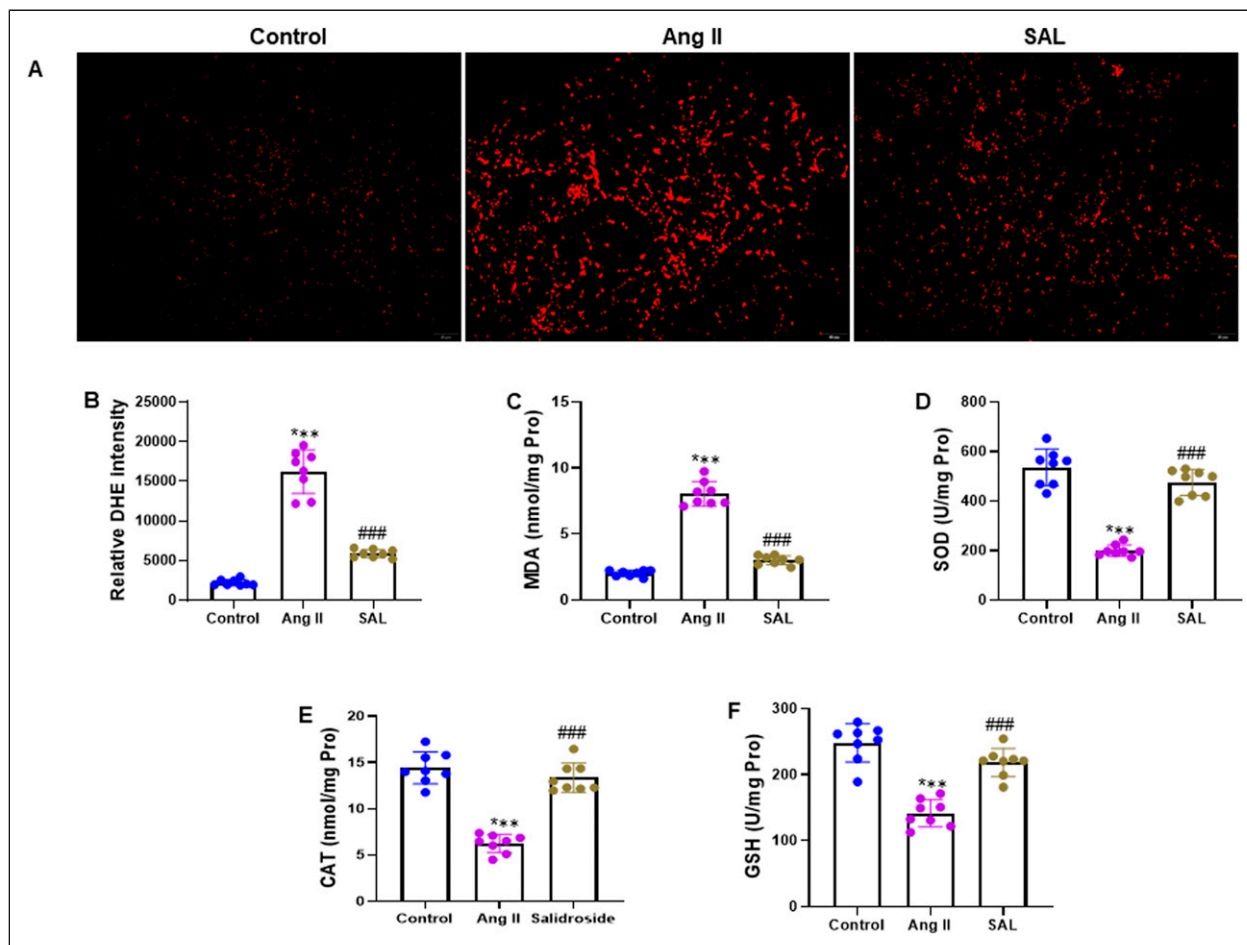 Control Ang II SAL
A
B
Relative DHE Intensity
25000
20000
15000
10000
5000
0
***
###
Control Ang II SAL
C
MDA (nmol/mg Pro)
15
10
5
0
***
###
Control Ang II SAL
D
SOD (U/mg Pro)
800
600
400
200
0
***
###
Control Ang II SAL
E
CAT (nmol/mg Pro)
20
15
10
5
0
***
###
Control Ang II Salidroside
F
GSH (U/mg Pro)
300
200
100
0
***
###
Control Ang II SAL